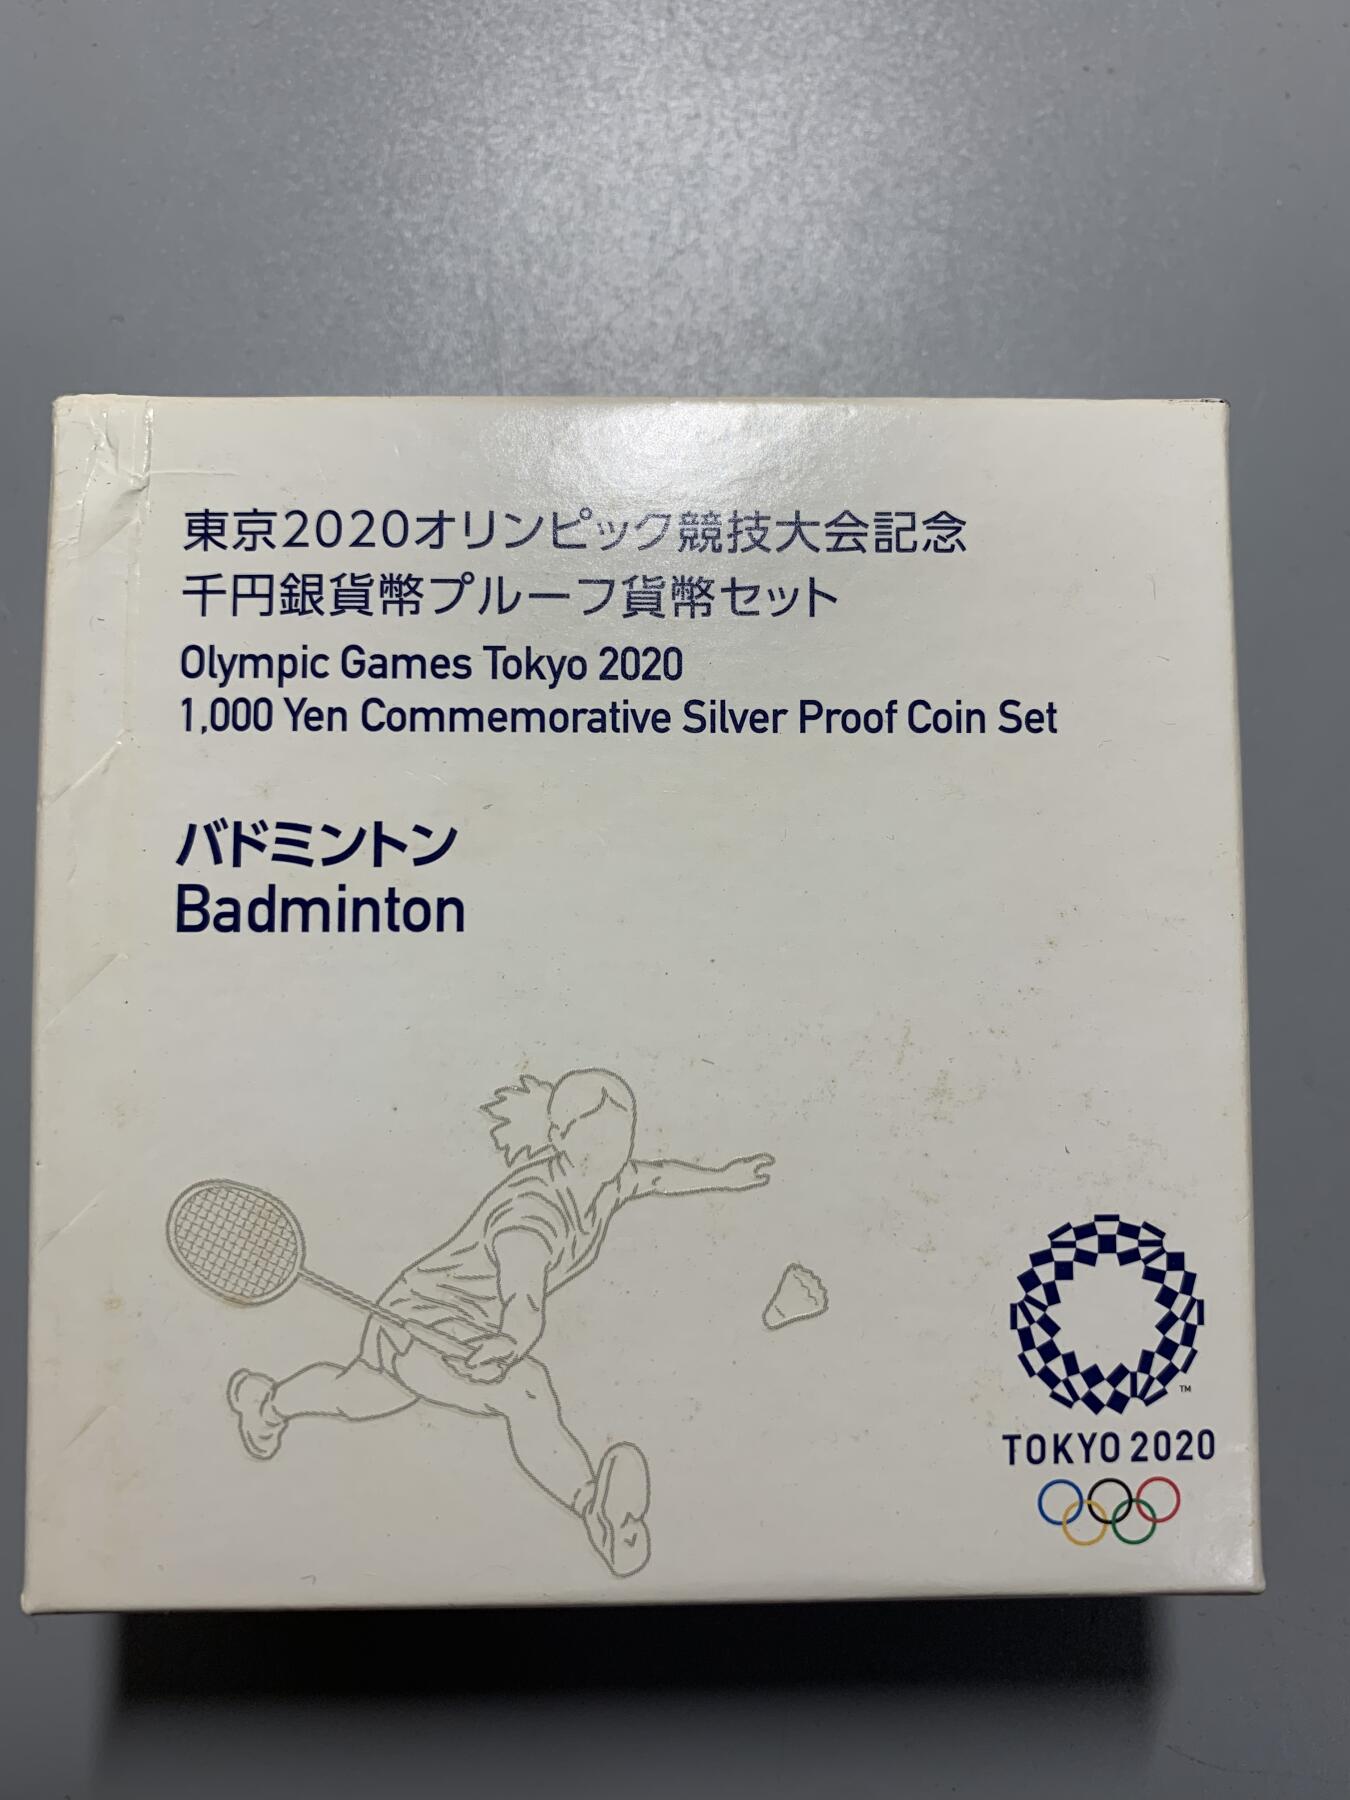 東京2020オリンピック競技大会記念
千円銀貨幣プルーフ貨幣セット
Olympic Games Tokyo 2020
1,000 Yen Commemorative Silver Proof Coin Set
バドミントン
Badminton
TM
TOKYO 2020